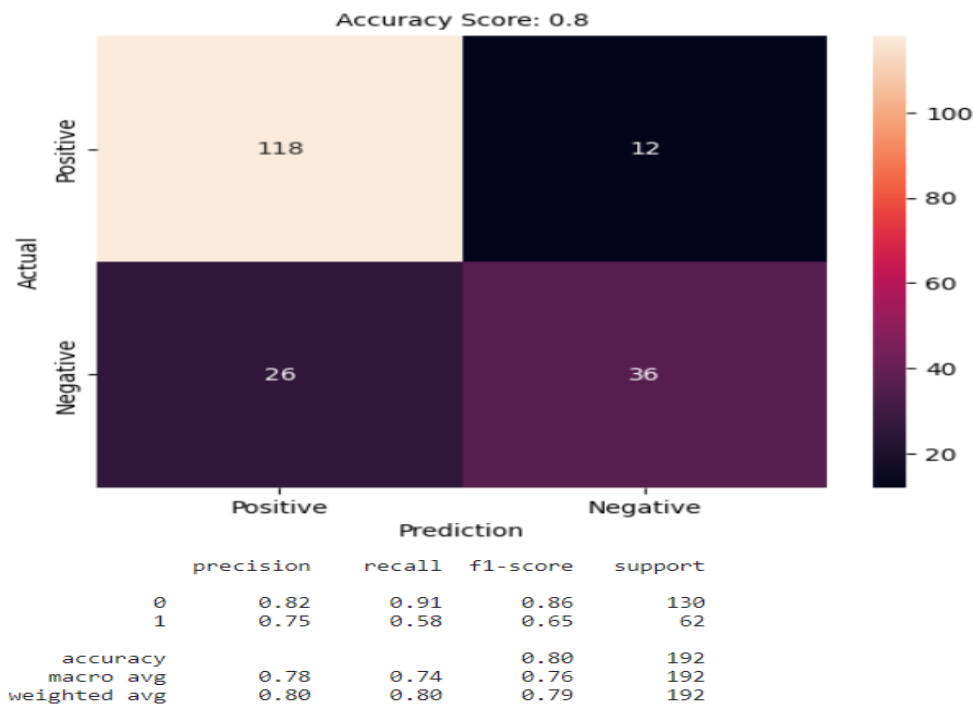 Accuracy Score: 0.8
Positive
118
12
100
80
60
40
20
Actual
Negative
26
36
Positive Negative
Prediction
precision recall f1-score support
0 0.82 0.91 0.86 130
1 0.75 0.58 0.65 62
accuracy 0.80 192
macro avg 0.78 0.74 0.76 192
weighted avg 0.80 0.80 0.79 192